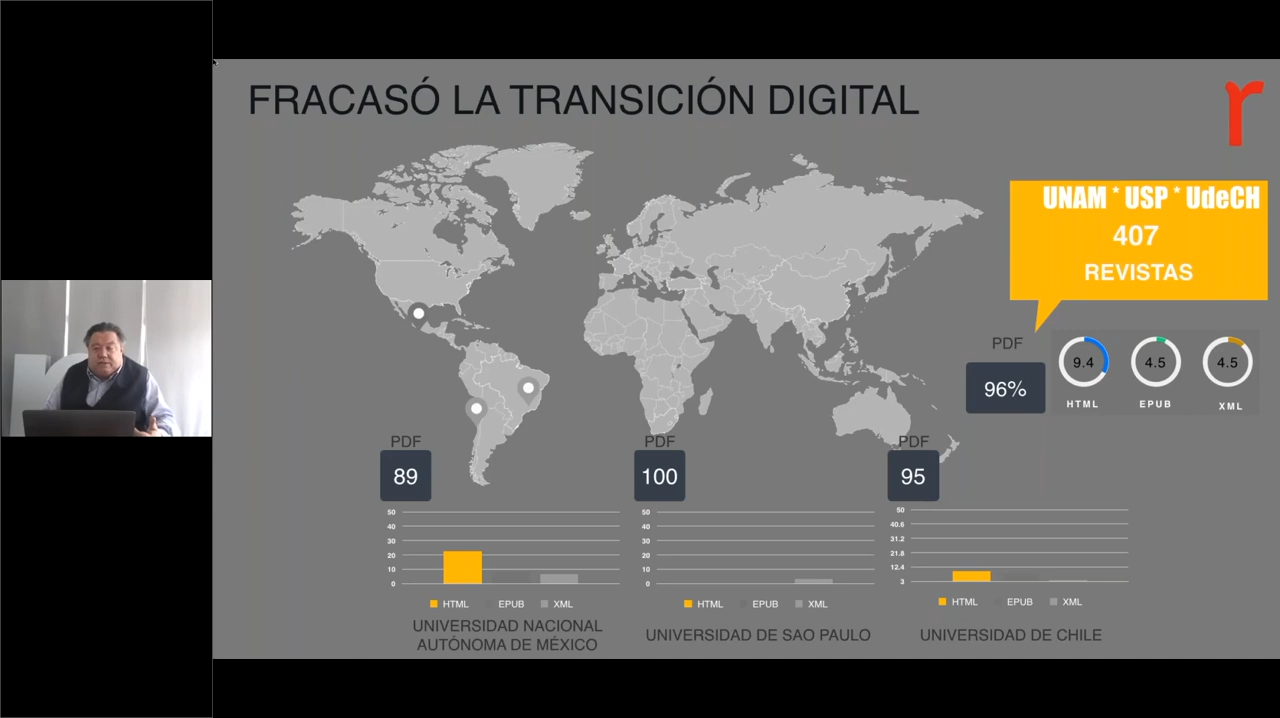 FRACASÓ LA TRANSICIÓN DIGITAL
r
UNAM * USP * UdeCH
407
REVISTAS
PDF
96%
9.4
4.5
4.5
HTML
EPUB
XML
PDF
89
50
40
30
20
10
0
HTML
EPUB
XML
UNIVERSIDAD NACIONAL
AUTÓNOMA DE MÉXICO
PDF
100
50
40
30
20
10
0
HTML
EPUB
XML
UNIVERSIDAD DE SAO PAULO
PDF
95
50
40.6
31.2
21.8
12.4
3
HTML
EPUB
XML
UNIVERSIDAD DE CHILE